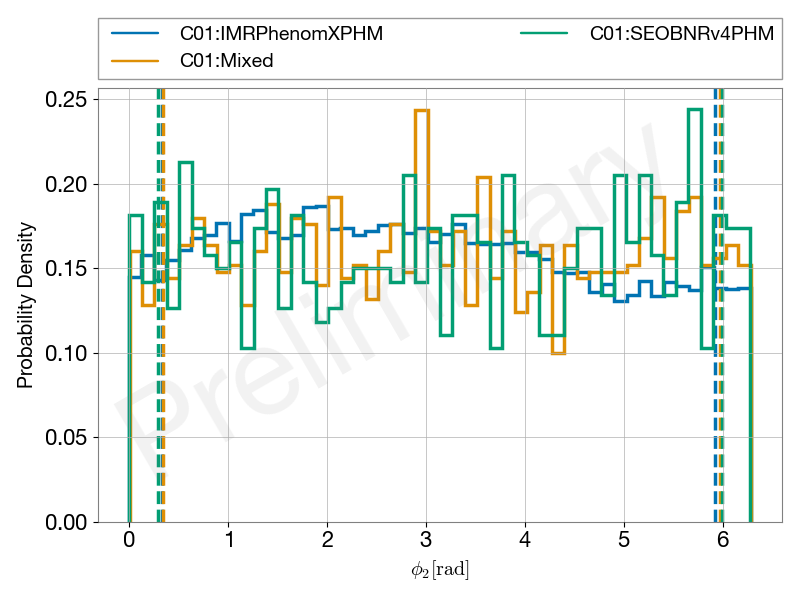 C01:IMRPhenomXPHM
C01:Mixed
C01:SEOBNRv4PHM
0.25
0.20
0.15
0.10
0.05
0.00
Probability Density
Preliminary
0 1 2 3 4 5 6
ϕ₂[rad]